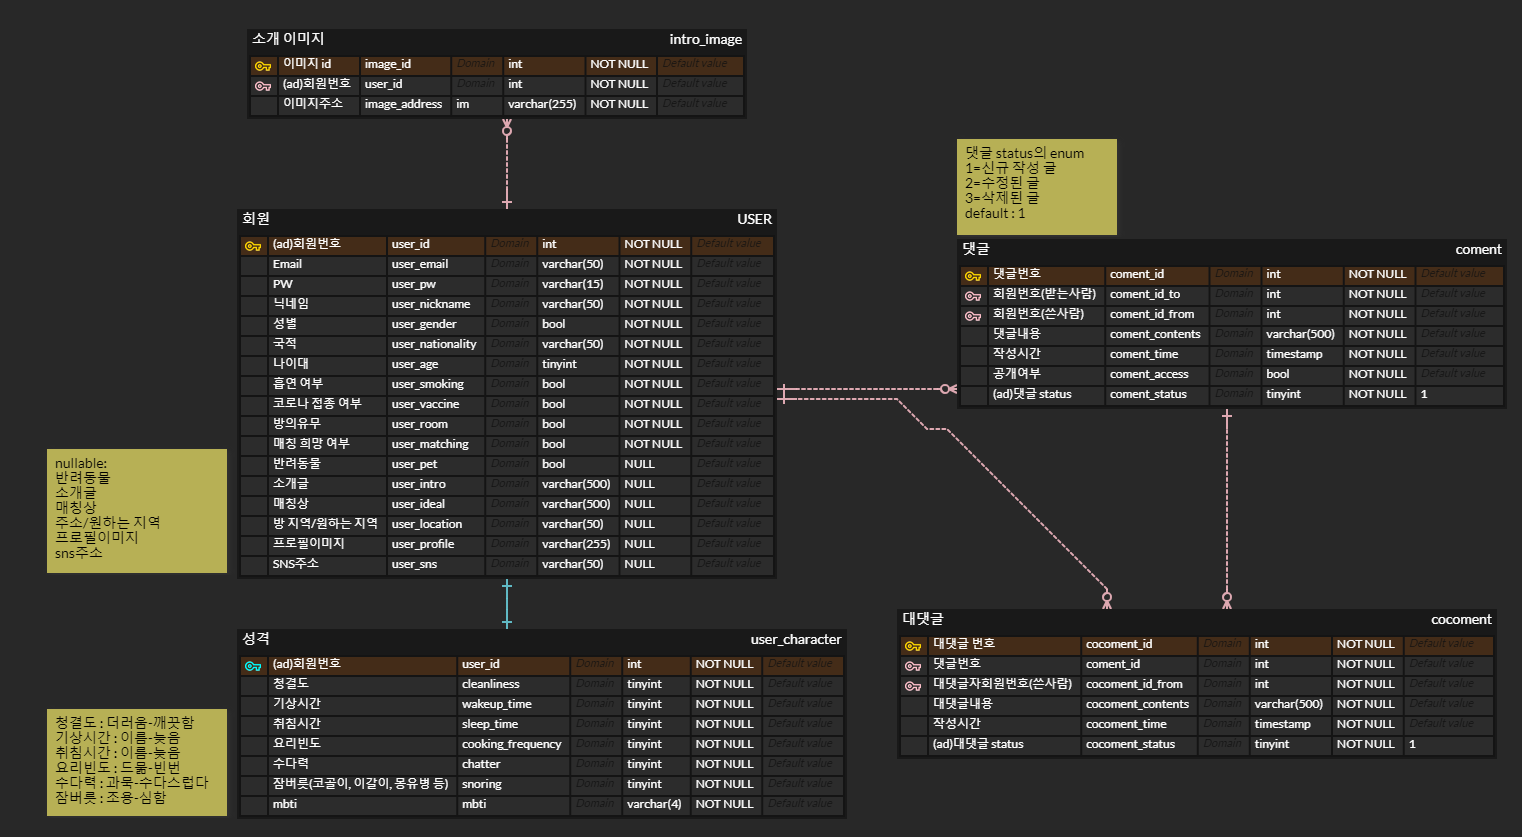 소개 이미지 intro_image
이미지 id image_id Domain int NOT NULL Default value
(ad)회원번호 user_id Domain int NOT NULL Default value
이미지주소 image_address im varchar(255) NOT NULL Default value
댓글 status의 enum
1=신규 작성 글
2=수정된 글
3=삭제된 글
default : 1
회원 USER
(ad)회원번호 user_id Domain int NOT NULL Default value
Email user_email Domain varchar(50) NOT NULL Default value
PW user_pw Domain varchar(15) NOT NULL Default value
닉네임 user_nickname Domain varchar(50) NOT NULL Default value
성별 user_gender Domain bool NOT NULL Default value
국적 user_nationality Domain varchar(50) NOT NULL Default value
나이대 user_age Domain tinyint NOT NULL Default value
흡연 여부 user_smoking Domain bool NOT NULL Default value
코로나 접종 여부 user_vaccine Domain bool NOT NULL Default value
방의유무 user_room Domain bool NOT NULL Default value
매칭 희망 여부 user_matching Domain bool NOT NULL Default value
반려동물 user_pet Domain bool NULL Default value
소개글 user_intro Domain varchar(500) NULL Default value
매칭상 user_ideal Domain varchar(500) NULL Default value
방 지역/원하는 지역 user_location Domain varchar(50) NULL Default value
프로필이미지 user_profile Domain varchar(255) NULL Default value
SNS주소 user_sns Domain varchar(50) NULL Default value
댓글 coment
댓글번호 coment_id Domain int NOT NULL Default value
회원번호(받는사람) coment_id_to Domain int NOT NULL Default value
회원번호(쓴사람) coment_id_from Domain int NOT NULL Default value
댓글내용 coment_contents Domain varchar(500) NOT NULL Default value
작성시간 coment_time Domain timestamp NOT NULL Default value
공개여부 coment_access Domain bool NOT NULL Default value
(ad)댓글 status coment_status Domain tinyint NOT NULL 1
nullable:
반려동물
소개글
매칭상
주소/원하는 지역
프로필이미지
sns주소
성격 user_character
(ad)회원번호 user_id Domain int NOT NULL Default value
청결도 cleanliness Domain tinyint NOT NULL Default value
기상시간 wakeup_time Domain tinyint NOT NULL Default value
취침시간 sleep_time Domain tinyint NOT NULL Default value
요리빈도 cooking_frequency Domain tinyint NOT NULL Default value
수다력 chatter Domain tinyint NOT NULL Default value
잠버릇(코골이, 이갈이, 몽유병 등) snoring Domain tinyint NOT NULL Default value
mbti mbti Domain varchar(4) NOT NULL Default value
대댓글 cocoment
대댓글 번호 cocoment_id Domain int NOT NULL Default value
댓글번호 coment_id Domain int NOT NULL Default value
대댓글자회원번호(쓴사람) cocoment_id_from Domain int NOT NULL Default value
대댓글내용 cocoment_contents Domain varchar(500) NOT NULL Default value
작성시간 cocoment_time Domain timestamp NOT NULL Default value
(ad)대댓글 status cocoment_status Domain tinyint NOT NULL 1
청결도 : 더러움-깨끗함
기상시간 : 이름-늦음
취침시간 : 이름-늦음
요리빈도 : 드묾-빈번
수다력 : 과묵-수다스럽다
잠버릇 : 조용-심함